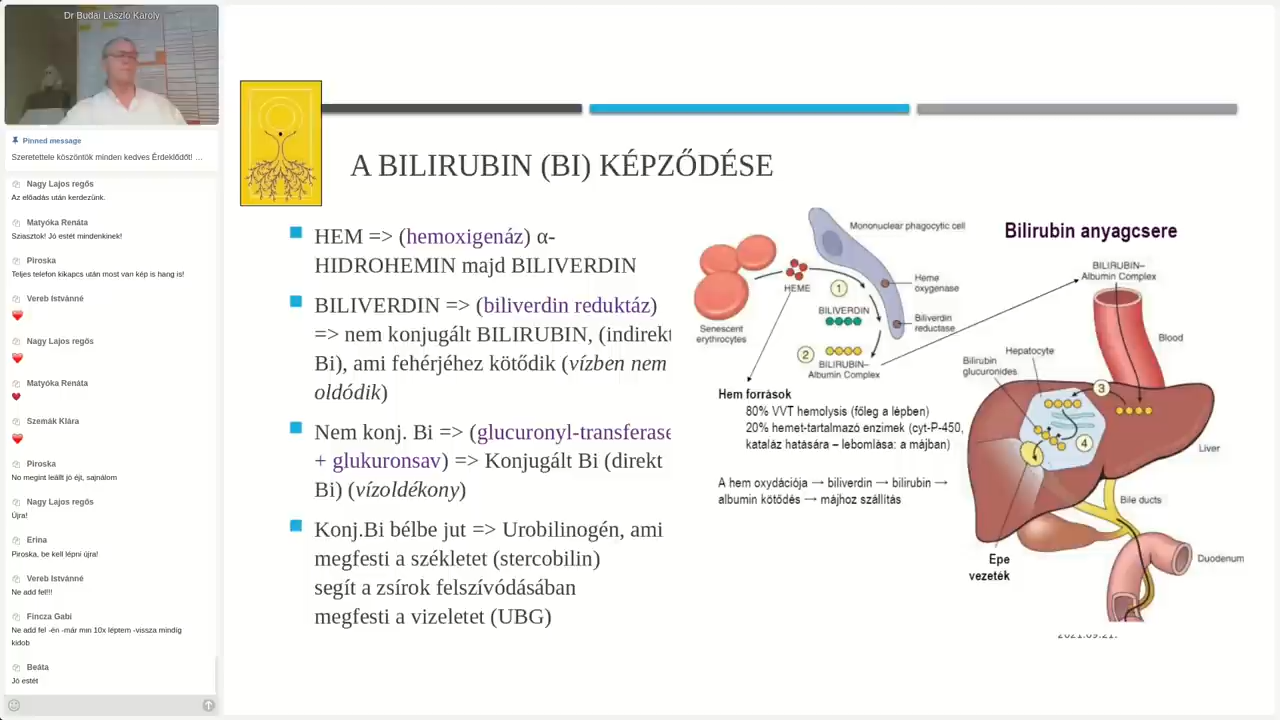 Dr Budai László Károly
Pinned message
Szeretettele köszöntök minden kedves Érdeklődőt! …
Nagy Lajos regős
Az előadás után kerdezünk.
Matyóka Renáta
Sziasztok! Jó estét mindenkinek!
Piroska
Teljes telefon kikapcs után most van kép is hang is!
Vereb Istvánné
Nagy Lajos regős
Matyóka Renáta
Szemák Klára
Piroska
No megint leállt jó éjt, sajnálom
Nagy Lajos regős
Újra!
Erina
Piroska, be kell lépni újra!
Vereb Istvánné
Ne add fel!!!
Fincza Gabi
Ne add fel -én -már min 10x léptem -vissza mindig
kidob
Beáta
Jó estét
A BILIRUBIN (BI) KÉPZŐDÉSE
HEM => (hemoxigenáz) α-
HIDROHEMIN majd BILIVERDIN
BILIVERDIN => (biliverdin reduktáz)
=> nem konjugált BILIRUBIN, (indirekt
Bi), ami fehérjéhez kötődik (vízben nem
oldódik)
Nem konj. Bi => (glucuronyl-transferase
+ glukuronsav) => Konjugált Bi (direkt
Bi) (vízoldékony)
Konj.Bi bélbe jut => Urobilinogén, ami
megfesti a székletet (stercobilin)
segít a zsírok felszívódásában
megfesti a vizeletet (UBG)
Bilirubin anyagcsere
Mononuclear phagocytic cell
Senescent
erythrocytes
HEME
1
Heme
oxygenase
BILIVERDIN
Biliverdin
reductase
2
BILIRUBIN–
Albumin Complex
BILIRUBIN–
Albumin Complex
Blood
Hepatocyte
Bilirubin
glucuronides
3
4
Liver
Bile ducts
Duodenum
Epe
vezeték
Hem források
80% VVT hemolysis (főleg a lépben)
20% hemet-tartalmazó enzimek (cyt-P-450,
kataláz hatására – lebomlása: a májban)
A hem oxydációja → biliverdin → bilirubin →
albumin kötődés → májhoz szállítás
2021.09.21.